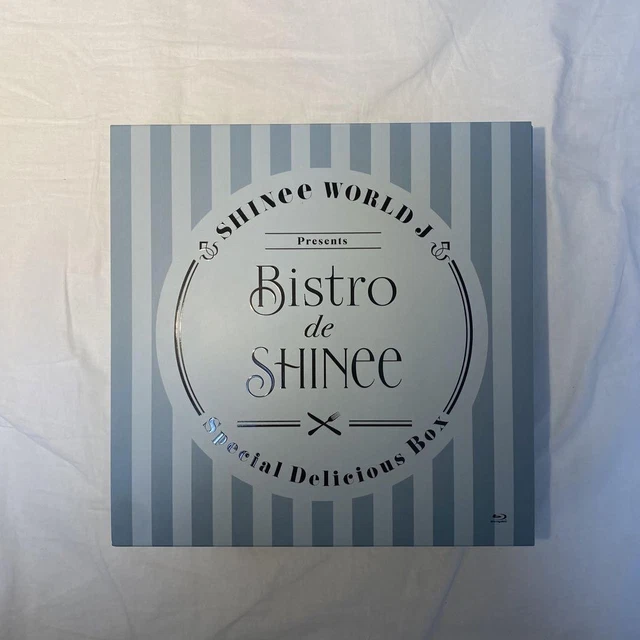 SHINee WORLD J
Presents
Bistro
de
SHINee
Special Delicious Box